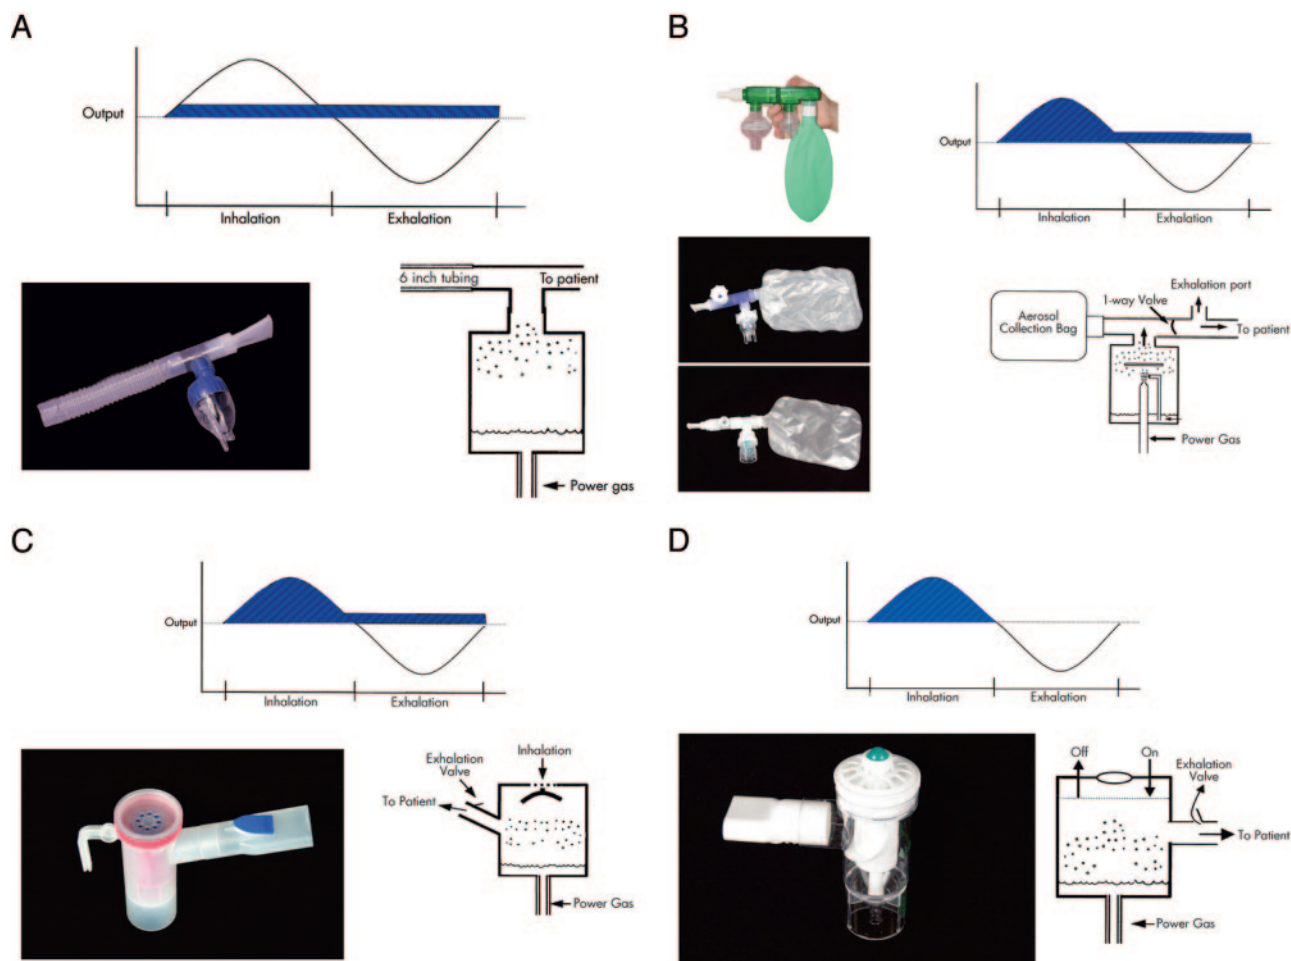 A
Output
Inhalation
Exhalation
6 inch tubing
To patient
Power gas
B
Output
Inhalation
Exhalation
Exhalation port
1-way Valve
Aerosol
Collection Bag
To patient
Power Gas
C
Output
Inhalation
Exhalation
Inhalation
Exhalation
Valve
To Patient
Power Gas
D
Output
Inhalation
Exhalation
Off
On
Exhalation
Valve
To Patient
Power Gas